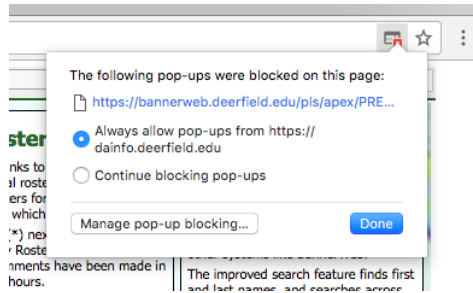 The following pop-ups were blocked on this page:
https://bannerweb.deerfield.edu/pls/apex/PRE...
Always allow pop-ups from https://
dainfo.deerfield.edu
Continue blocking pop-ups
Manage pop-up blocking...
Done
ster
nks to
al roste
ers for
which
*) nex
Roste
nments have been made in
hours.
The improved search feature finds first
and last names, and searches across